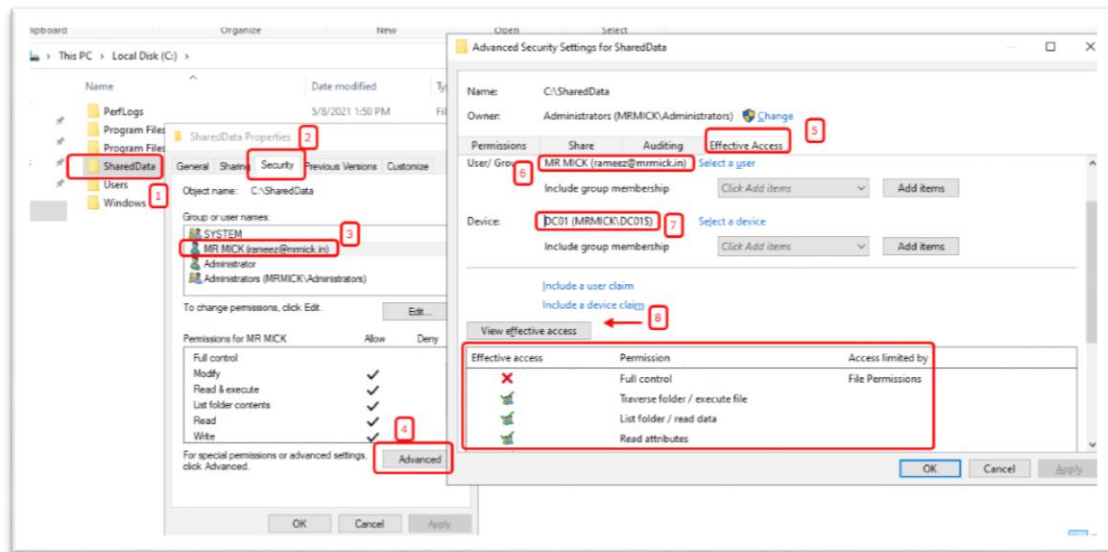 Organize New Open Select
This PC > Local Disk (C:) >
Name Date modified
PerfLogs 5/8/2021 1:50 PM
Program Files
Program Files
SharedData
Users
Windows
1
SharedData Properties
2
General Sharing Security Previous Versions Customize
Object name: C:\SharedData
Group or user names:
SYSTEM
3
MR MICK (rameez@mrmick.in)
Administrator
Administrators (MRMICK\Administrators)
To change permissions, click Edit.
Edit...
Permissions for MR MICK Allow Deny
Full control
Modify
Read & execute
List folder contents
Read
Write
4
For special permissions or advanced settings,
click Advanced.
Advanced
OK Cancel Apply
Advanced Security Settings for SharedData
Name: C:\SharedData
Owner: Administrators (MRMICK\Administrators) Change
5
Permissions Share Auditing Effective Access
User/ Group MR MICK (rameez@mrmick.in) Select a user
6
Include group membership Click Add items Add items
Device: DC01 (MRMICK\DC01$) 7 Select a device
Include group membership Click Add items Add items
Include a user claim
Include a device claim
8
View effective access
Effective access Permission Access limited by
Full control File Permissions
Traverse folder / execute file
List folder / read data
Read attributes
OK Cancel Apply